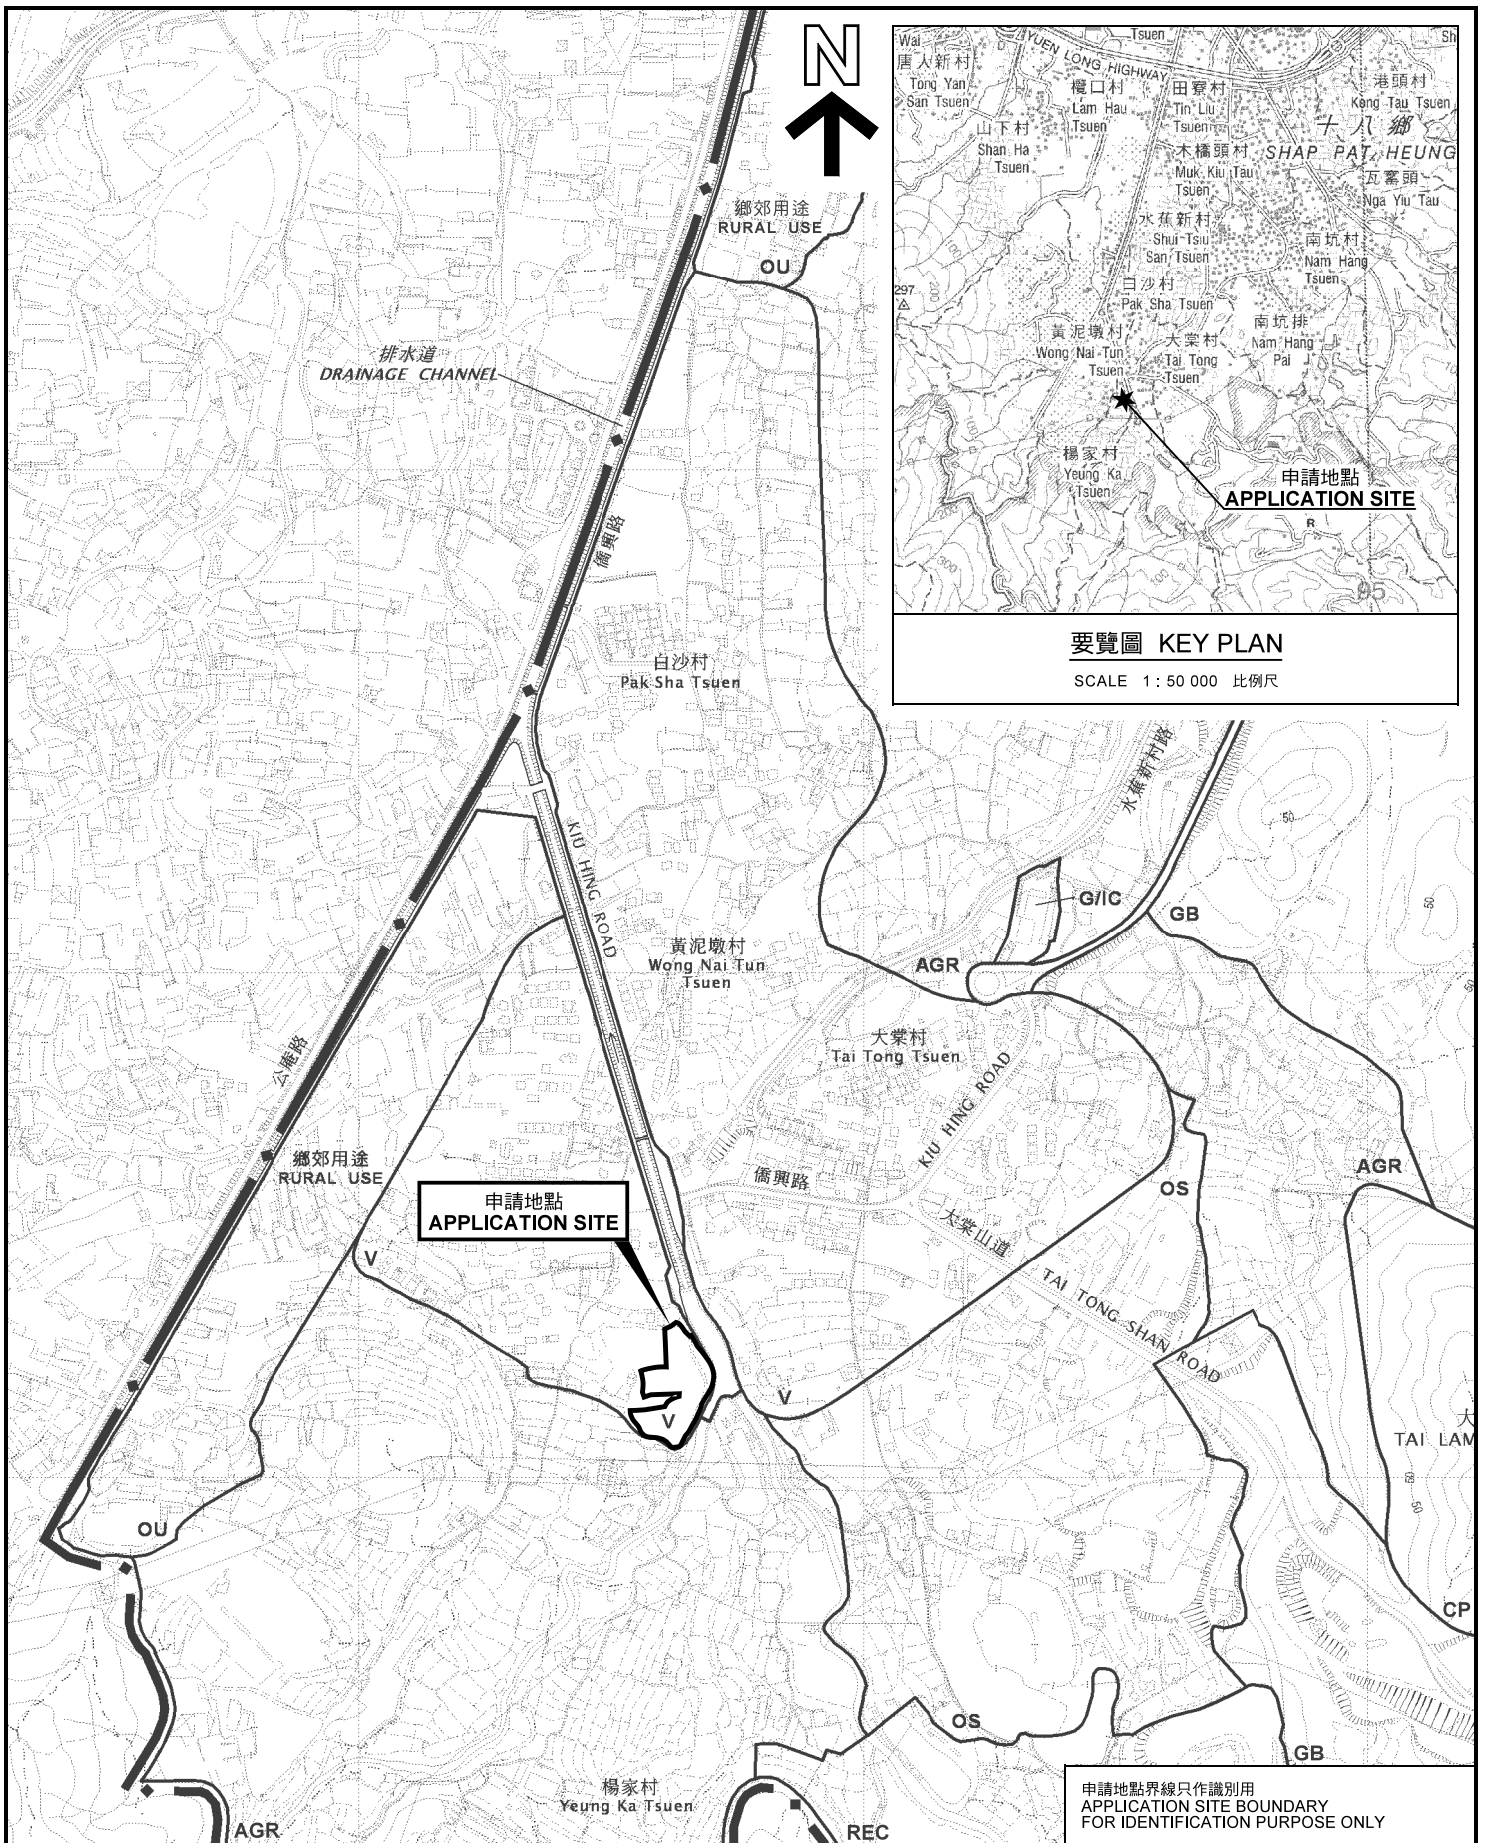 N
鄉郊用途
RURAL USE
OU
排水道
DRAINAGE CHANNEL
僑興路
白沙村
Pak Sha Tsuen
Wai
唐人新村
Tong Yan
San Tsuen
Tsuen
YUEN LONG HIGHWAY
Sh
欖口村
Lam Hau
Tsuen
田寮村
Tin Liu
Tsuen
港頭村
Kong Tau Tsuen
山下村
Shan Ha
Tsuen
十八鄉
SHAP PAT HEUNG
木橋頭村
Muk Kiu Tau
Tsuen
瓦窰頭
Nga Yiu Tau
水蕉新村
Shui Tsiu
San Tsuen
南坑村
Nam Hang
Tsuen
100
297
200
白沙村
Pak Sha Tsuen
黃泥墩村
Wong Nai Tun
Tsuen
大棠村
Tai Tong
Tsuen
南坑排
Nam Hang
Pai
100
楊家村
Yeung Ka
Tsuen
申請地點
APPLICATION SITE
R
200
300
100
95
要覽圖 KEY PLAN
SCALE 1 : 50 000 比例尺
水蕉新村路
50
KIU HING ROAD
G/IC
GB
50
黃泥墩村
Wong Nai Tun
Tsuen
AGR
50
公庵路
大棠村
Tai Tong Tsuen
KIU HING ROAD
鄉郊用途
RURAL USE
僑興路
AGR
OS
申請地點
APPLICATION SITE
大棠山道
TAI TONG SHAN ROAD
V
V
V
大
TAI LAM
50
OU
CP
OS
GB
楊家村
Yeung Ka Tsuen
AGR
REC
申請地點界線只作識別用
APPLICATION SITE BOUNDARY
FOR IDENTIFICATION PURPOSE ONLY